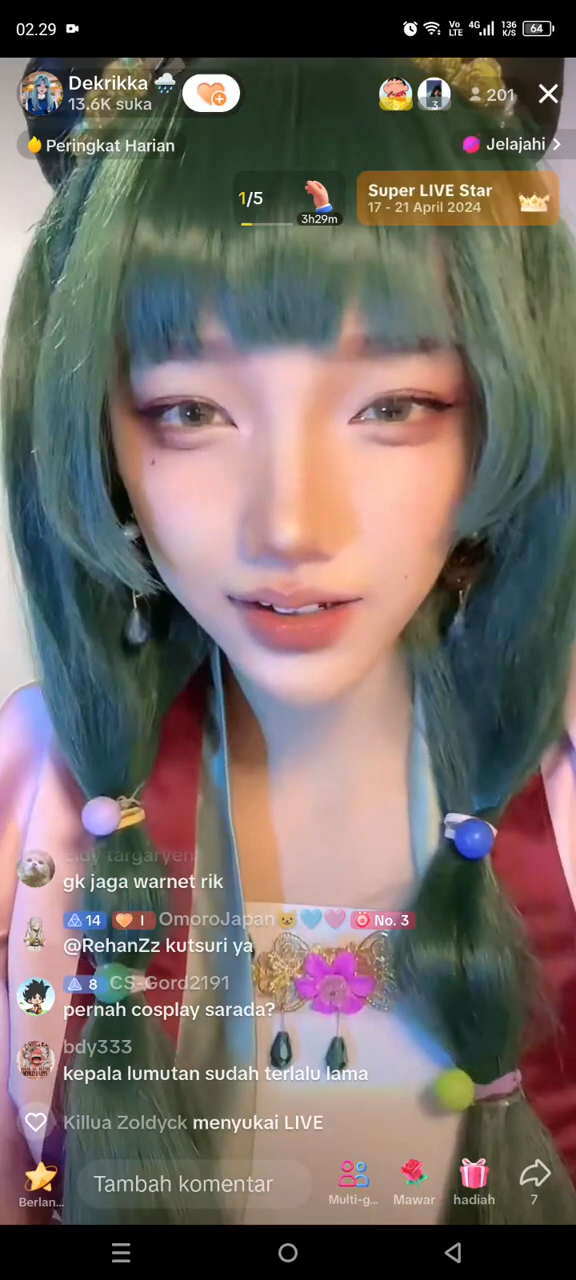 02.29
Vo LTE 4G 136 K/S 64
Dekrikka
13.6K suka
3
201
Peringkat Harian
Jelajahi
1/5
3h29m
Super LIVE Star
17 - 21 April 2024
targaryen
gk jaga warnet rik
14 I OmoroJapan No. 3
@RehanZz kutsuri ya
8 CS-Gord2191
pernah cosplay sarada?
bdy333
kepala lumutan sudah terlalu lama
Killua Zoldyck menyukai LIVE
Berlan...
Tambah komentar
Multi-g...
Mawar
hadiah
7